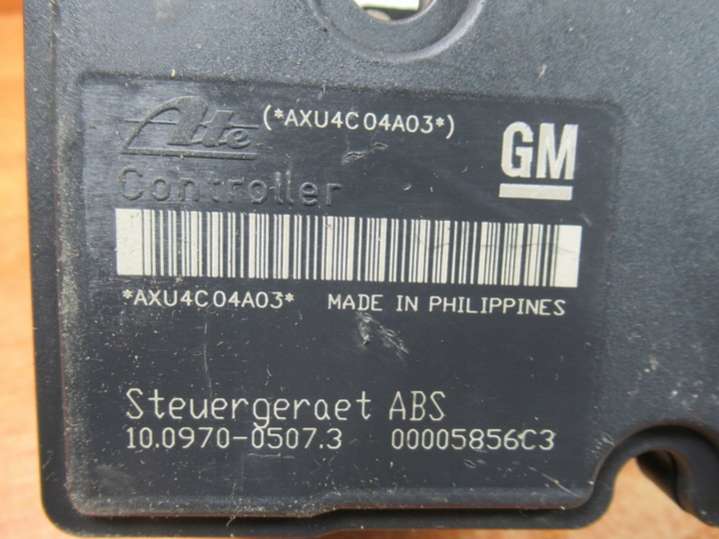 Ate (*AXU4C04A03*)
GM
Controller
*AXU4C04A03* MADE IN PHILIPPINES
Steuergeraet ABS
10.0970-0507.3 00005856C3